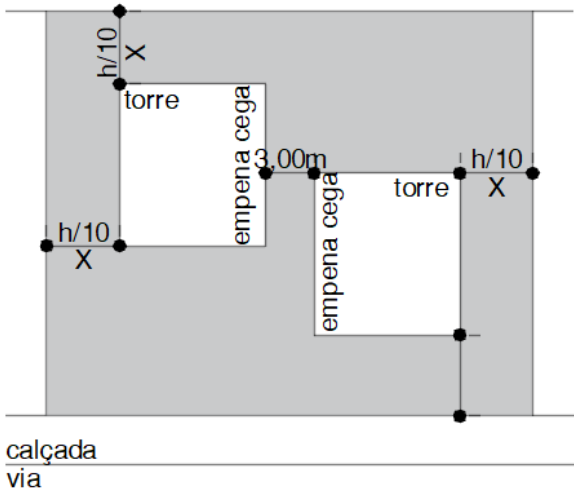 h/10
X
torre
empena cega
3,00m
h/10
X
torre
h/10
X
empena cega
calçada
via